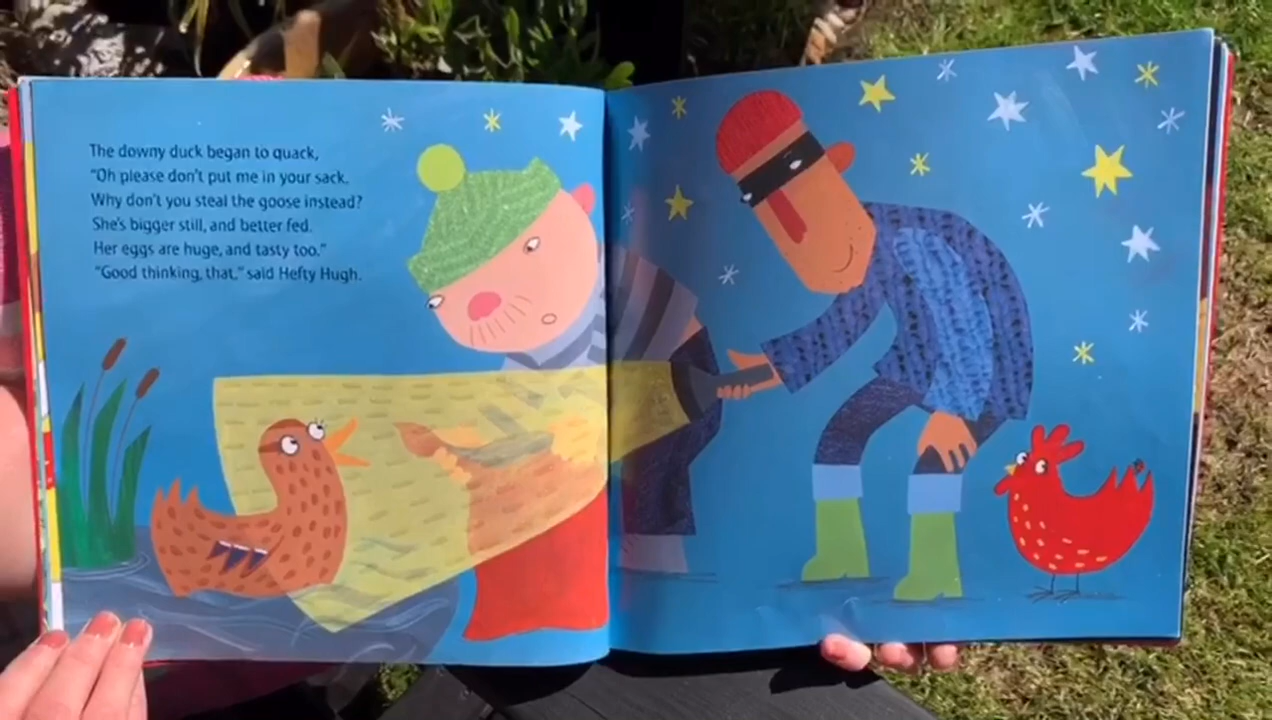 The downy duck began to quack,
"Oh please don't put me in your sack.
Why don't you steal the goose instead?
She's bigger still, and better fed.
Her eggs are huge, and tasty too."
"Good thinking, that," said Hefty Hugh.